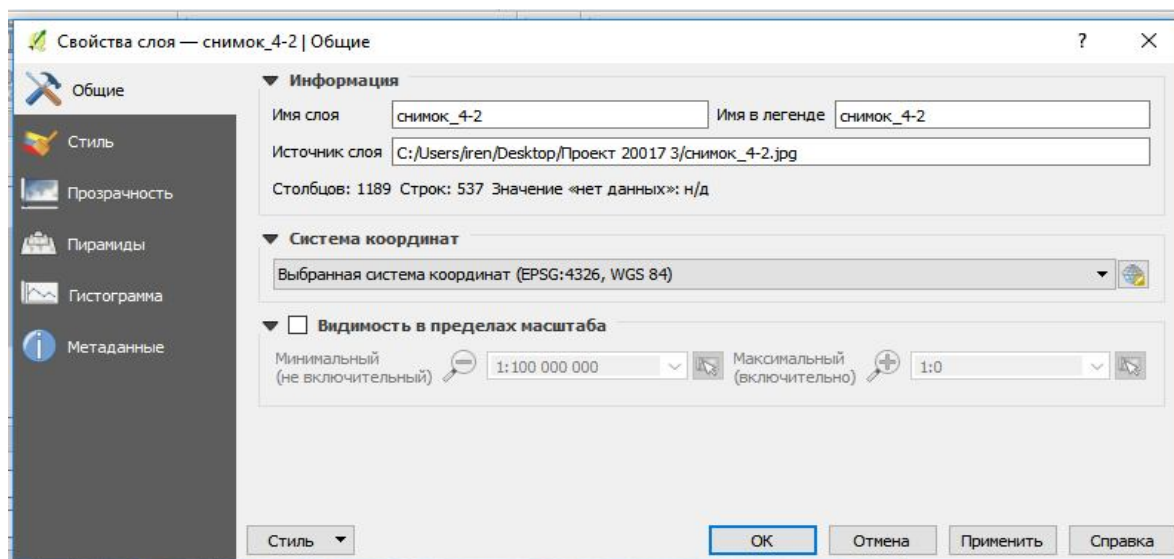 Свойства слоя — снимок_4-2 | Общие
Общие
Стиль
Прозрачность
Пирамиды
Гистограмма
Метаданные
Информация
Имя слоя снимок_4-2 Имя в легенде снимок_4-2
Источник слоя C:/Users/iren/Desktop/Проект 20017 3/снимок_4-2.jpg
Столбцов: 1189 Строк: 537 Значение «нет данных»: н/д
Система координат
Выбранная система координат (EPSG:4326, WGS 84)
Видимость в пределах масштаба
Минимальный
(не включительный)
1:100 000 000
Максимальный
(включительно)
1:0
Стиль ОК Отмена Применить Справка